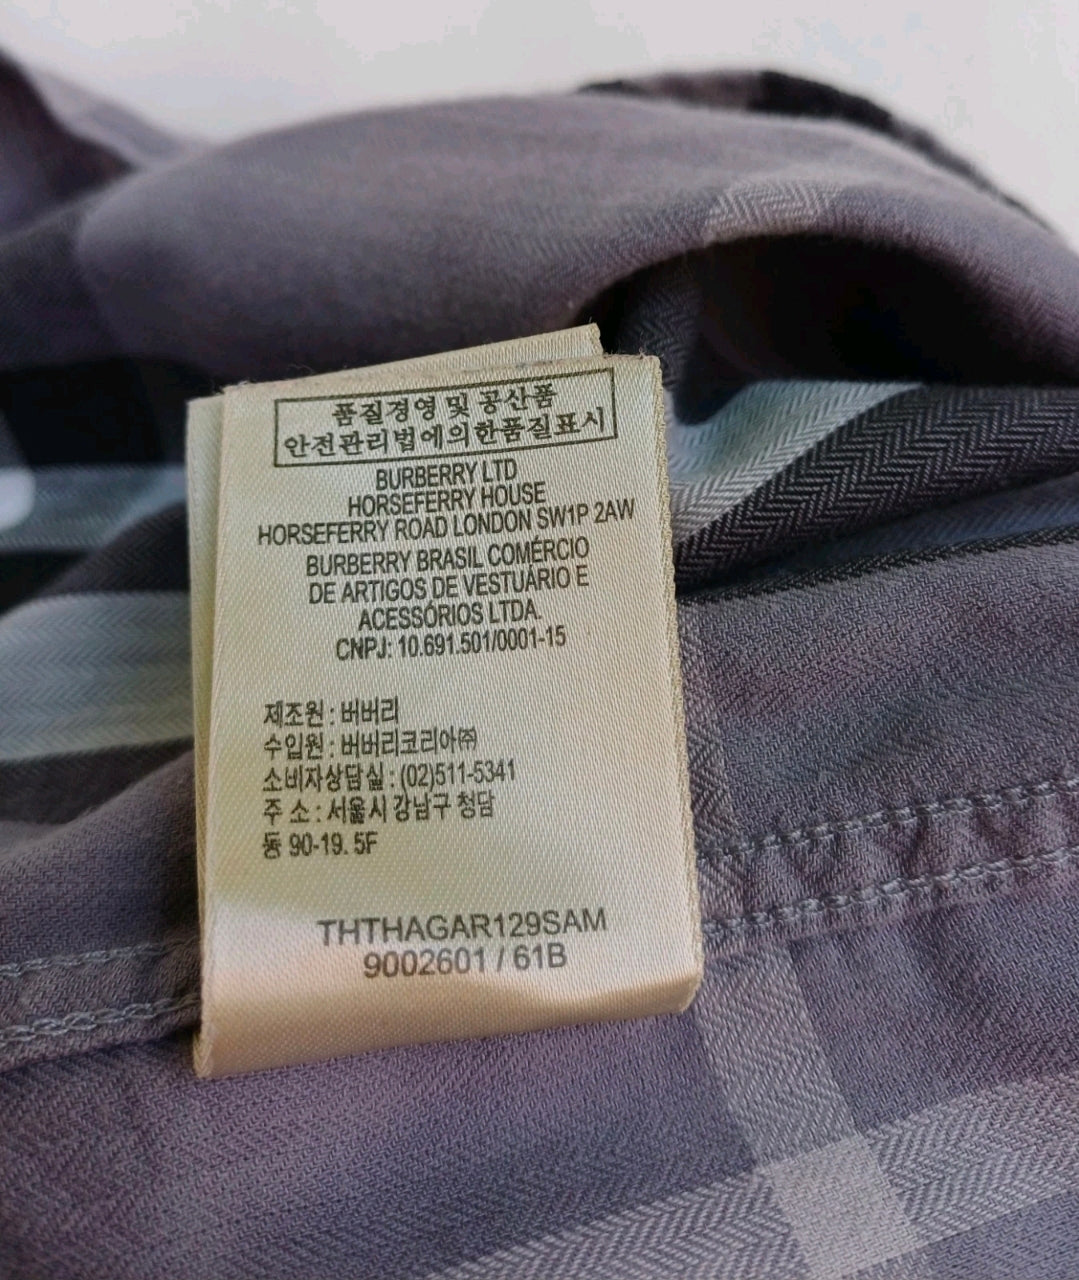 품질경영 및 공산품
안전관리법에의한품질표시
BURBERRY LTD
HORSEFERRY HOUSE
HORSEFERRY ROAD LONDON SW1P 2AW
BURBERRY BRASIL COMÉRCIO
DE ARTIGOS DE VESTUÁRIO E
ACESSÓRIOS LTDA.
CNPJ: 10.691.501/0001-15
제조원 : 버버리
수입원 : 버버리코리아㈜
소비자상담실 : (02)511-5341
주 소 : 서울시 강남구 청담
동 90-19. 5F
THTHAGAR129SAM
9002601 / 61B